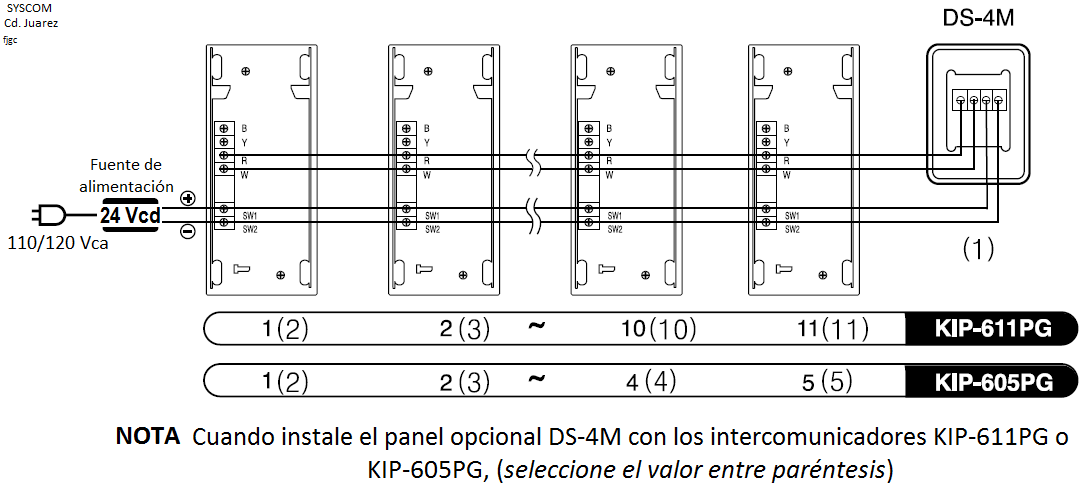 SYSCOM
Cd. Juarez
fjgc
DS-4M
B
Y
R
W
SW1
SW2
B
Y
R
W
SW1
SW2
B
Y
R
W
SW1
SW2
B
Y
R
W
SW1
SW2
Fuente de
alimentación
24 Vcd
110/120 Vca
(1)
1(2) 2(3) ~ 10(10) 11(11) KIP-611PG
1(2) 2(3) ~ 4(4) 5(5) KIP-605PG
NOTA Cuando instale el panel opcional DS-4M con los intercomunicadores KIP-611PG o
KIP-605PG, (seleccione el valor entre paréntesis)